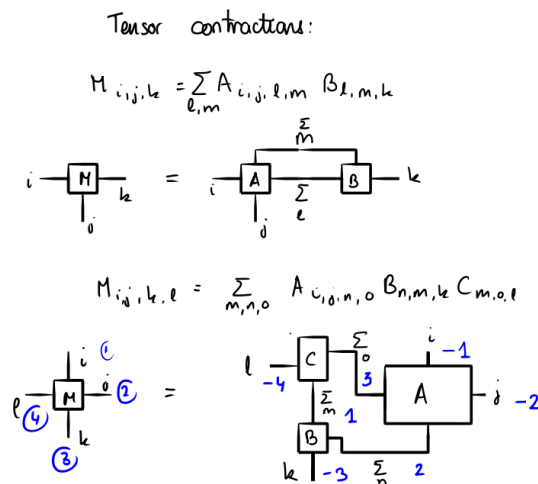 Tensor contractions:
M i,j,k = Σ l,m A i,j,l,m B l,m,k
Σ
m
i M k = i A B k
Σ
l
j j
M i,j,k,l = Σ m,n,o A i,j,n,o B n,m,k C m,o,l
i ① Σ i -1
o
l C
-4 3 A j -2
l M j ② =
④ Σ 1
m
k B
③ k -3 Σ 2
n